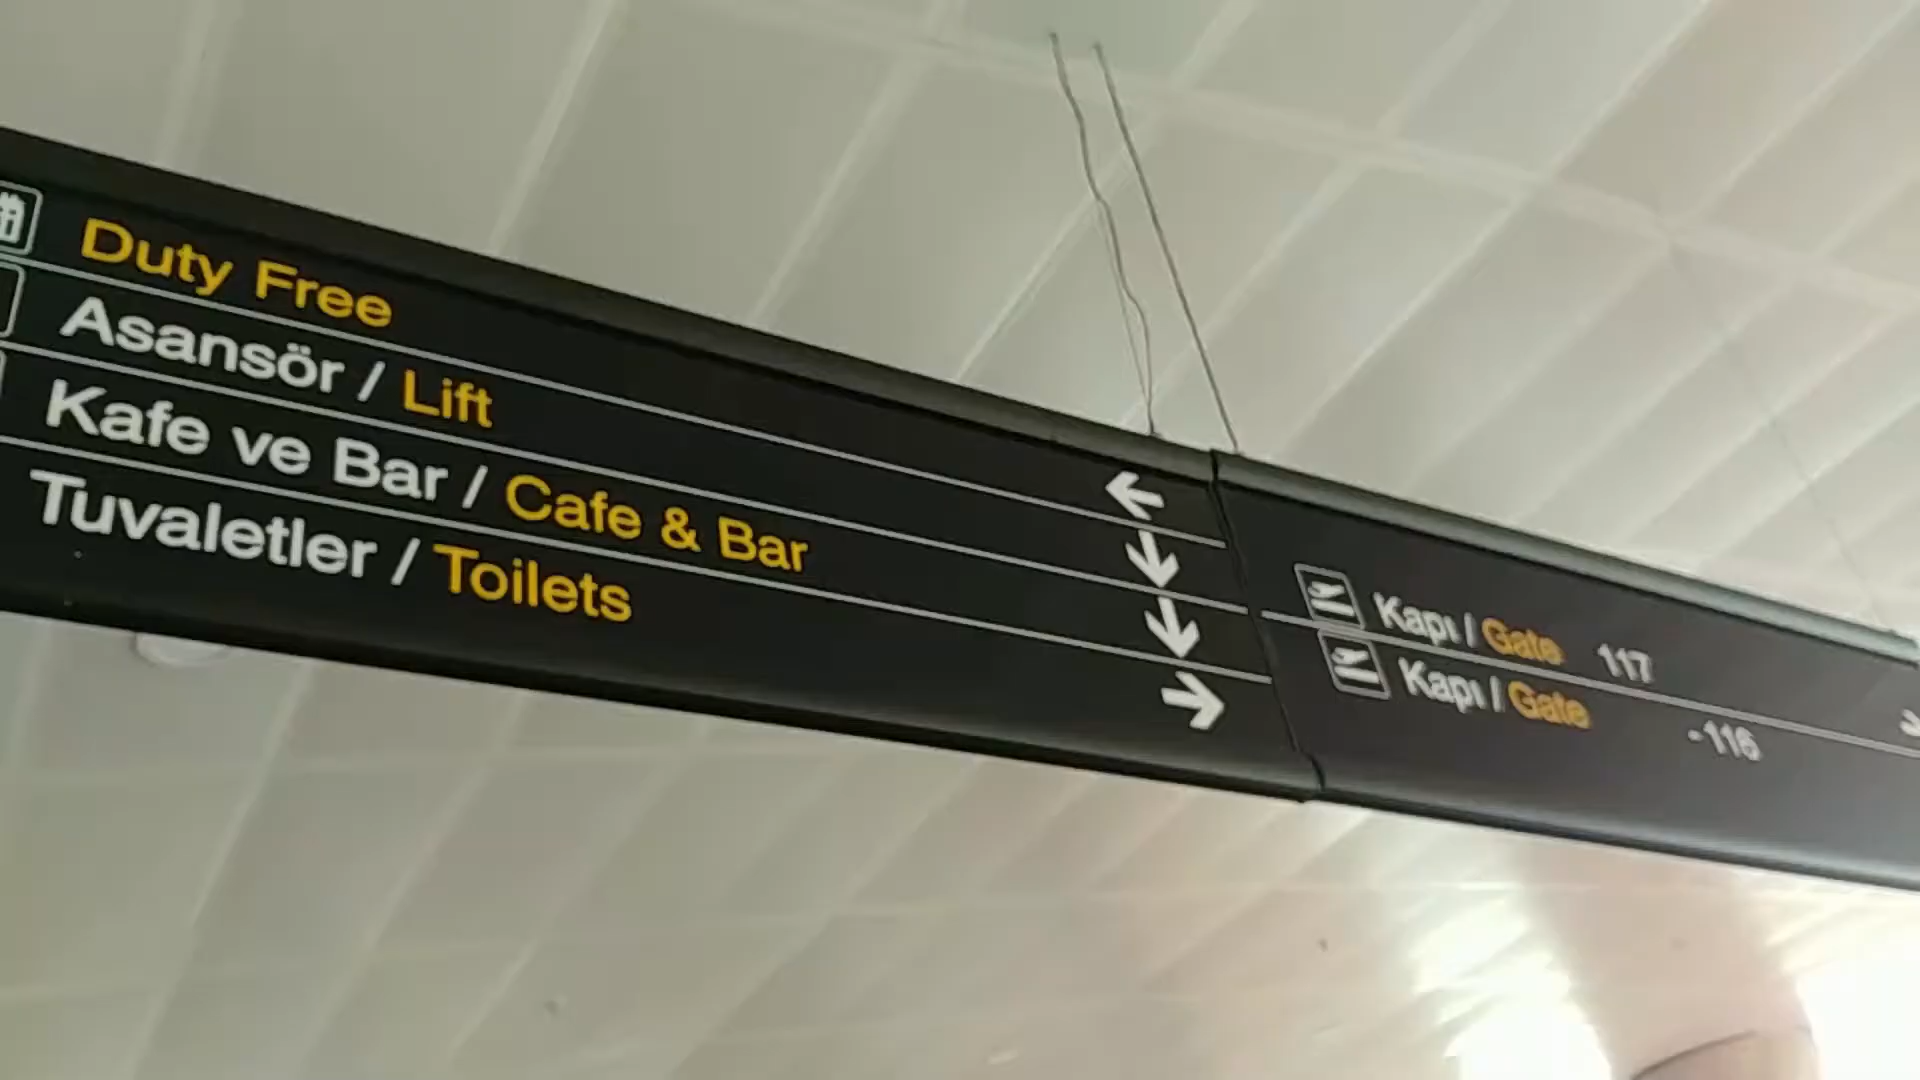 Duty Free
Asansör / Lift
Kafe ve Bar / Cafe & Bar
Tuvaletler / Toilets
Kapı / Gate 117
Kapı / Gate -116